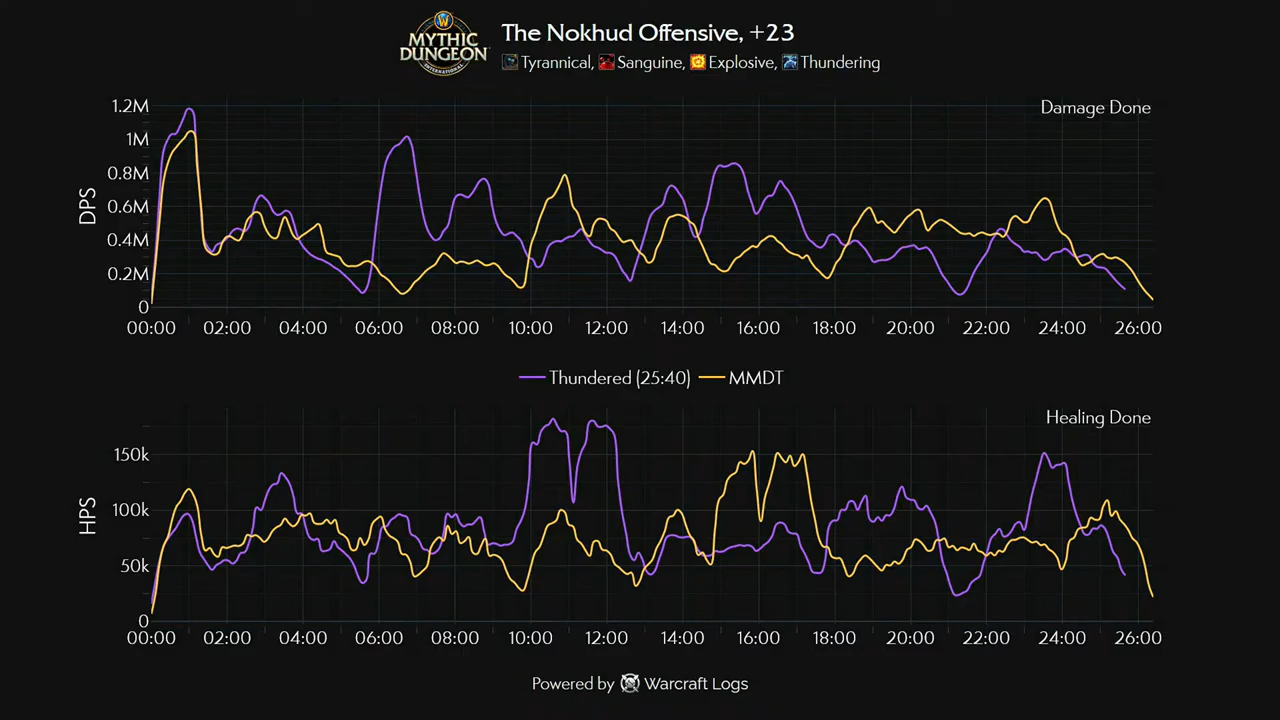 MYTHIC
DUNGEON
INTERNATIONAL
The Nokhud Offensive, +23
Tyrannical, Sanguine, Explosive, Thundering
Damage Done
DPS
1.2M
1M
0.8M
0.6M
0.4M
0.2M
0
00:00 02:00 04:00 06:00 08:00 10:00 12:00 14:00 16:00 18:00 20:00 22:00 24:00 26:00
Thundered (25:40) MMDT
Healing Done
HPS
150k
100k
50k
0
00:00 02:00 04:00 06:00 08:00 10:00 12:00 14:00 16:00 18:00 20:00 22:00 24:00 26:00
Powered by Warcraft Logs